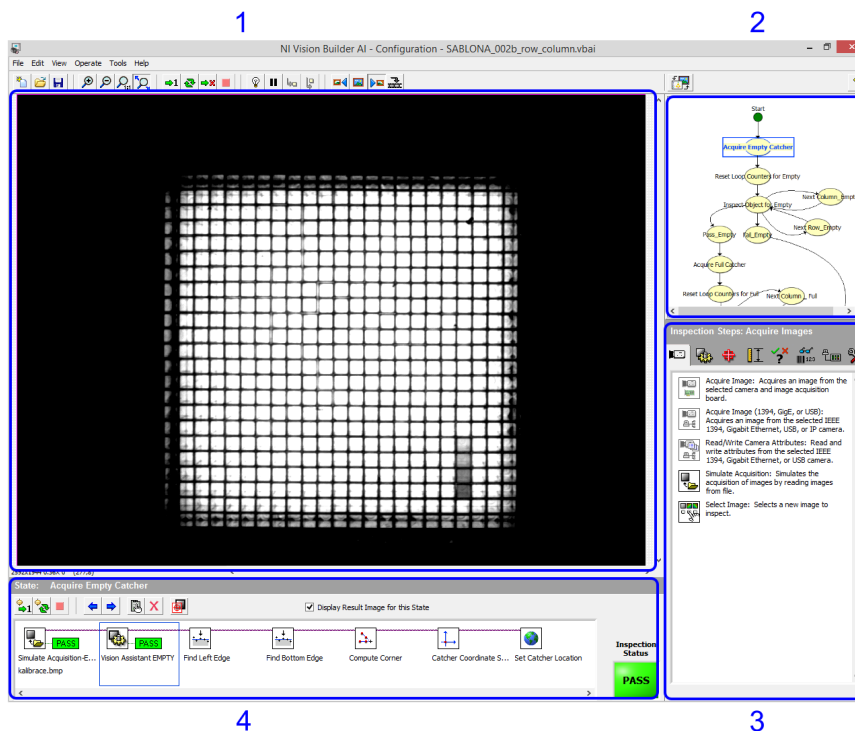 1
2
NI Vision Builder AI - Configuration - SABLONA_002b_row_column.vbai
File Edit View Operate Tools Help
Start
Acquire Empty Catcher
Reset Loop Counters for Empty
Next Column_Empt
Inspect Object for Empty
Pass_Empty
Fail_Empty
Next Row_Empty
Acquire Full Catcher
Reset Loop Counters for Full
Next Column_Full
Inspection Steps: Acquire Images
Acquire Image: Acquires an image from the
selected camera and image acquisition
board.
Acquire Image (1394, GigE, or USB):
Acquires an image from the selected IEEE
1394, Gigabit Ethernet, USB, or IP camera.
Read/Write Camera Attributes: Read and
write attributes from the selected IEEE
1394, Gigabit Ethernet, or USB camera.
Simulate Acquisition: Simulates the
acquisition of images by reading images
from file.
Select Image: Selects a new image to
inspect.
State: Acquire Empty Catcher
Display Result Image for this State
PASS
PASS
Simulate Acquisition-E...
Vision Assistant EMPTY
Find Left Edge
Find Bottom Edge
Compute Corner
Catcher Coordinate S...
Set Catcher Location
kalibrace.bmp
Inspection
Status
PASS
4
3